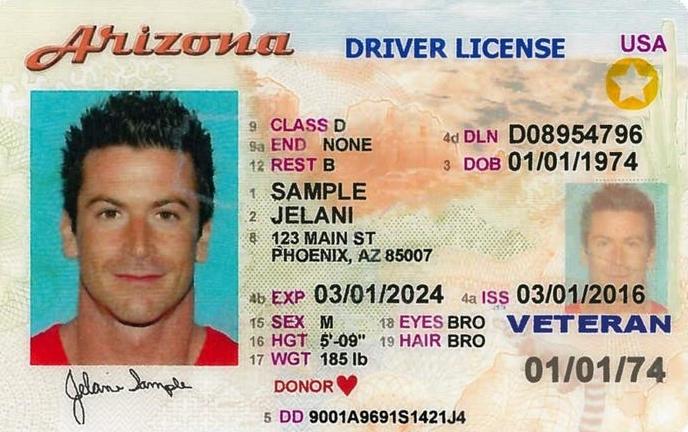 Arizona DRIVER LICENSE USA
9 CLASS D
9a END NONE
4d DLN D08954796
12 REST B
3 DOB 01/01/1974
1 SAMPLE
2 JELANI
8 123 MAIN ST
PHOENIX, AZ 85007
4b EXP 03/01/2024 4a ISS 03/01/2016
15 SEX M 18 EYES BRO VETERAN
16 HGT 5'-09" 19 HAIR BRO
17 WGT 185 lb
01/01/74
DONOR
Jelani Sample
5 DD 9001A9691S1421J4